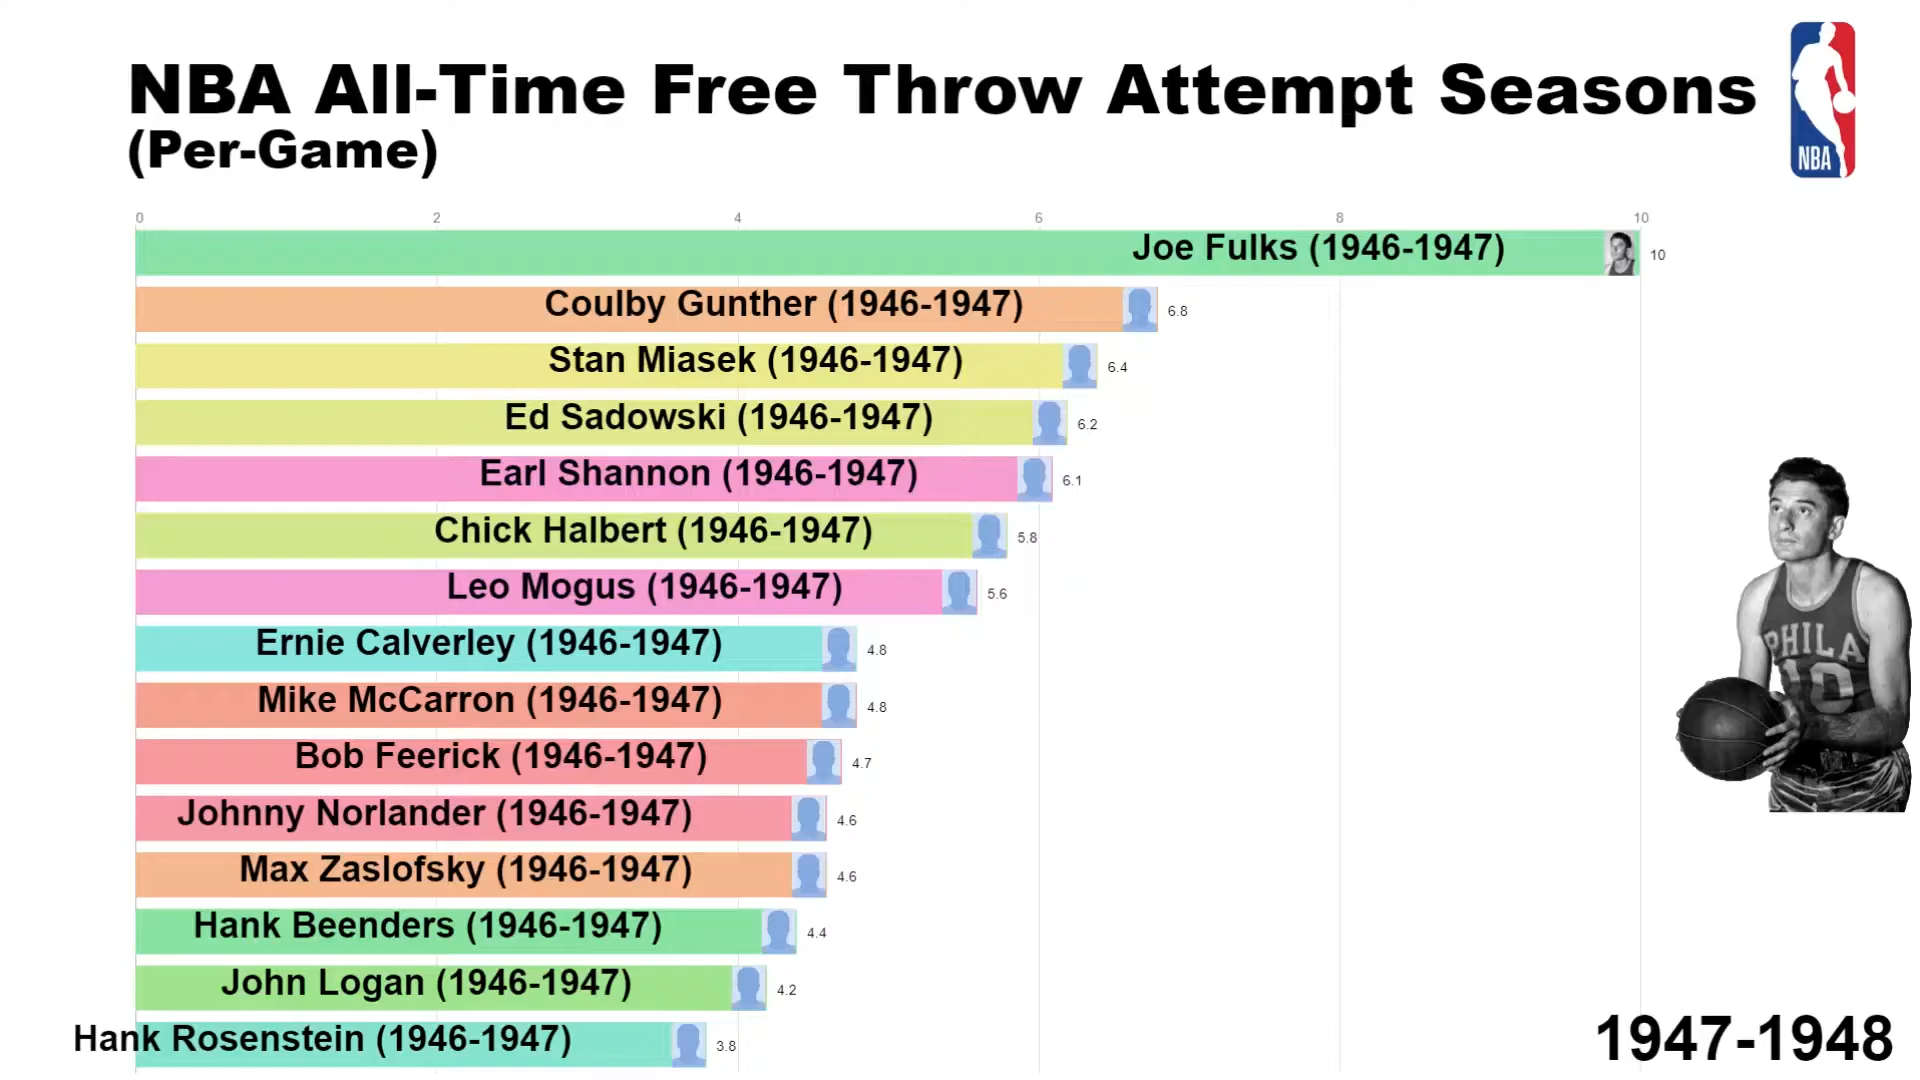 NBA All-Time Free Throw Attempt Seasons
(Per-Game)
NBA
0 2 4 6 8 10
Joe Fulks (1946-1947) 10
Coulby Gunther (1946-1947) 6.8
Stan Miasek (1946-1947) 6.4
Ed Sadowski (1946-1947) 6.2
Earl Shannon (1946-1947) 6.1
Chick Halbert (1946-1947) 5.8
Leo Mogus (1946-1947) 5.6
Ernie Calverley (1946-1947) 4.8
Mike McCarron (1946-1947) 4.8
Bob Feerick (1946-1947) 4.7
Johnny Norlander (1946-1947) 4.6
Max Zaslofsky (1946-1947) 4.6
Hank Beenders (1946-1947) 4.4
John Logan (1946-1947) 4.2
Hank Rosenstein (1946-1947) 3.8
PHILA
10
1947-1948